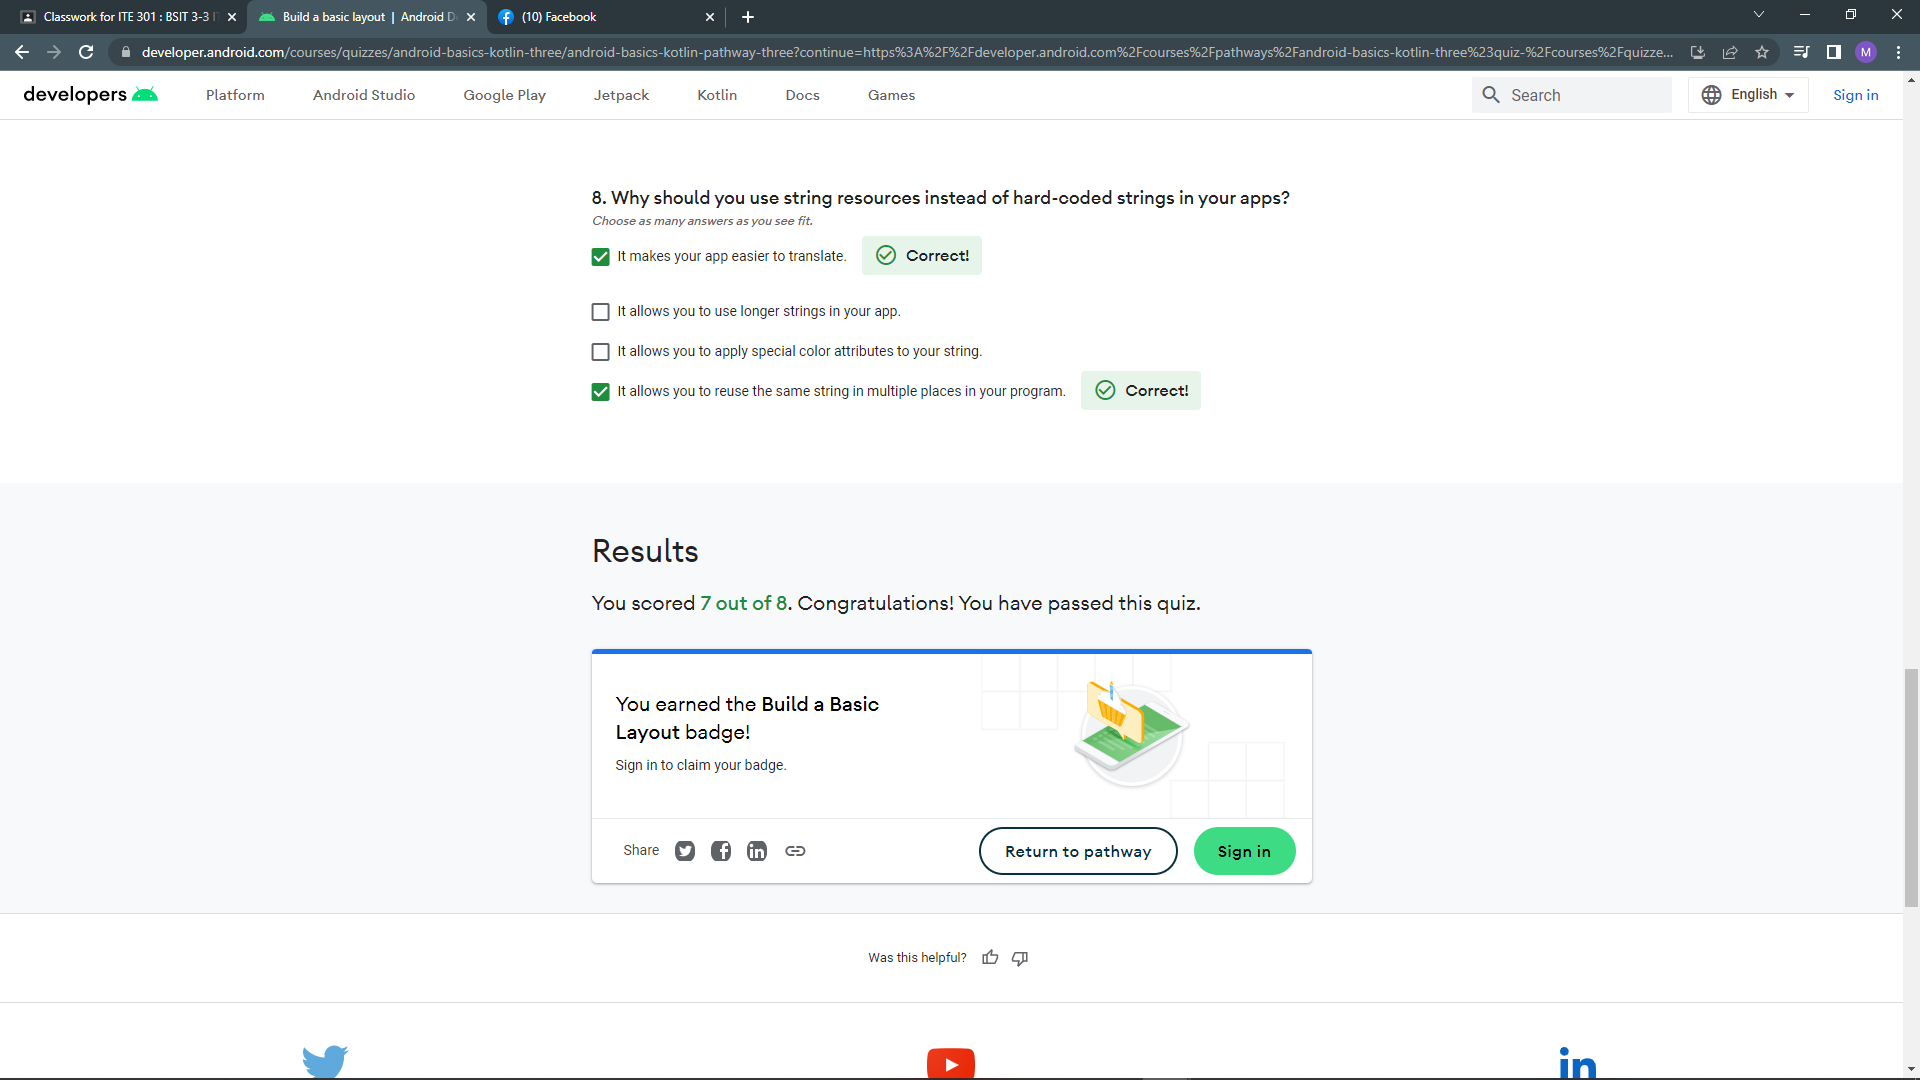 Classwork for ITE 301 : BSIT 3-3 I
Build a basic layout | Android D
(10) Facebook
developer.android.com/courses/quizzes/android-basics-kotlin-three/android-basics-kotlin-pathway-three?continue=https%3A%2F%2Fdeveloper.android.com%2Fcourses%2Fpathways%2Fandroid-basics-kotlin-three%23quiz-%2Fcourses%2Fquizze...
M
developers
Platform
Android Studio
Google Play
Jetpack
Kotlin
Docs
Games
Search
English
Sign in
8. Why should you use string resources instead of hard-coded strings in your apps?
Choose as many answers as you see fit.
It makes your app easier to translate.
Correct!
It allows you to use longer strings in your app.
It allows you to apply special color attributes to your string.
It allows you to reuse the same string in multiple places in your program.
Correct!
Results
You scored 7 out of 8. Congratulations! You have passed this quiz.
You earned the Build a Basic
Layout badge!
Sign in to claim your badge.
Share
Return to pathway
Sign in
Was this helpful?